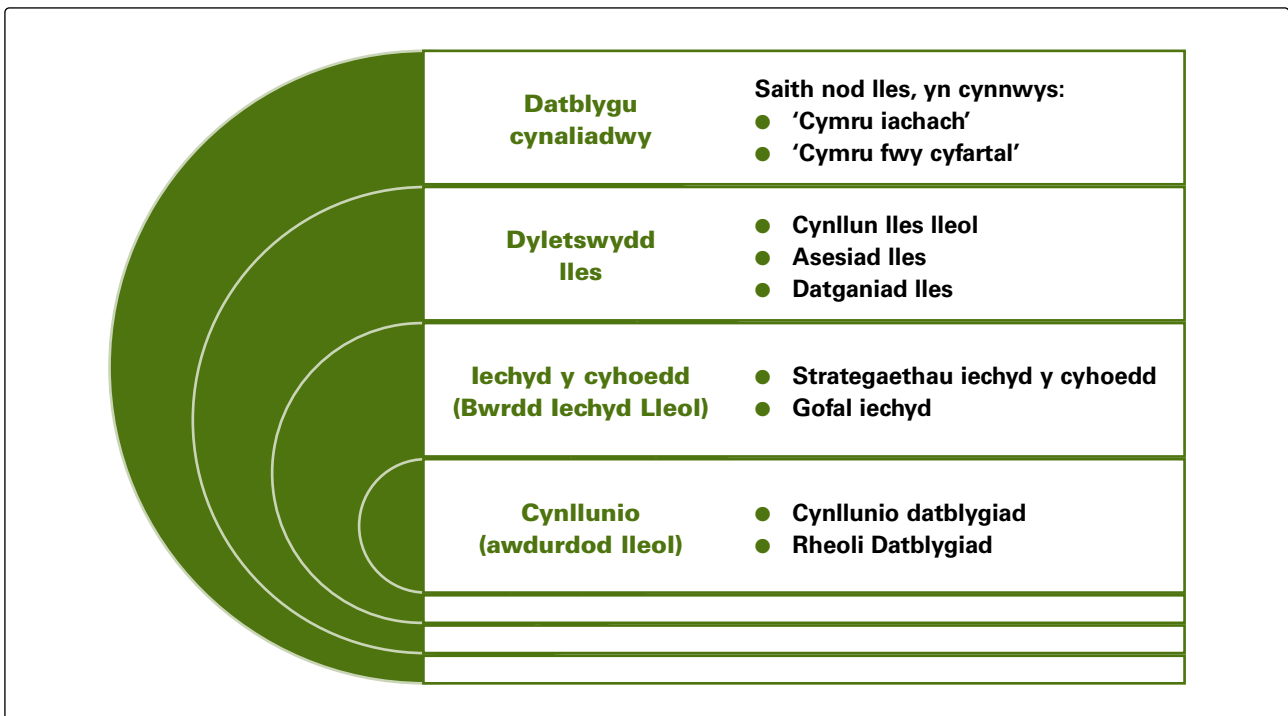 Datblygu
cynaliadwy
Saith nod lles, yn cynnwys:
● ‘Cymru iachach’
● ‘Cymru fwy cyfartal’
Dyletswydd
lles
● Cynllun lles lleol
● Asesiad lles
● Datganiad lles
Iechyd y cyhoedd
(Bwrdd Iechyd Lleol)
● Strategaethau iechyd y cyhoedd
● Gofal iechyd
Cynllunio
(awdurdod lleol)
● Cynllunio datblygiad
● Rheoli Datblygiad